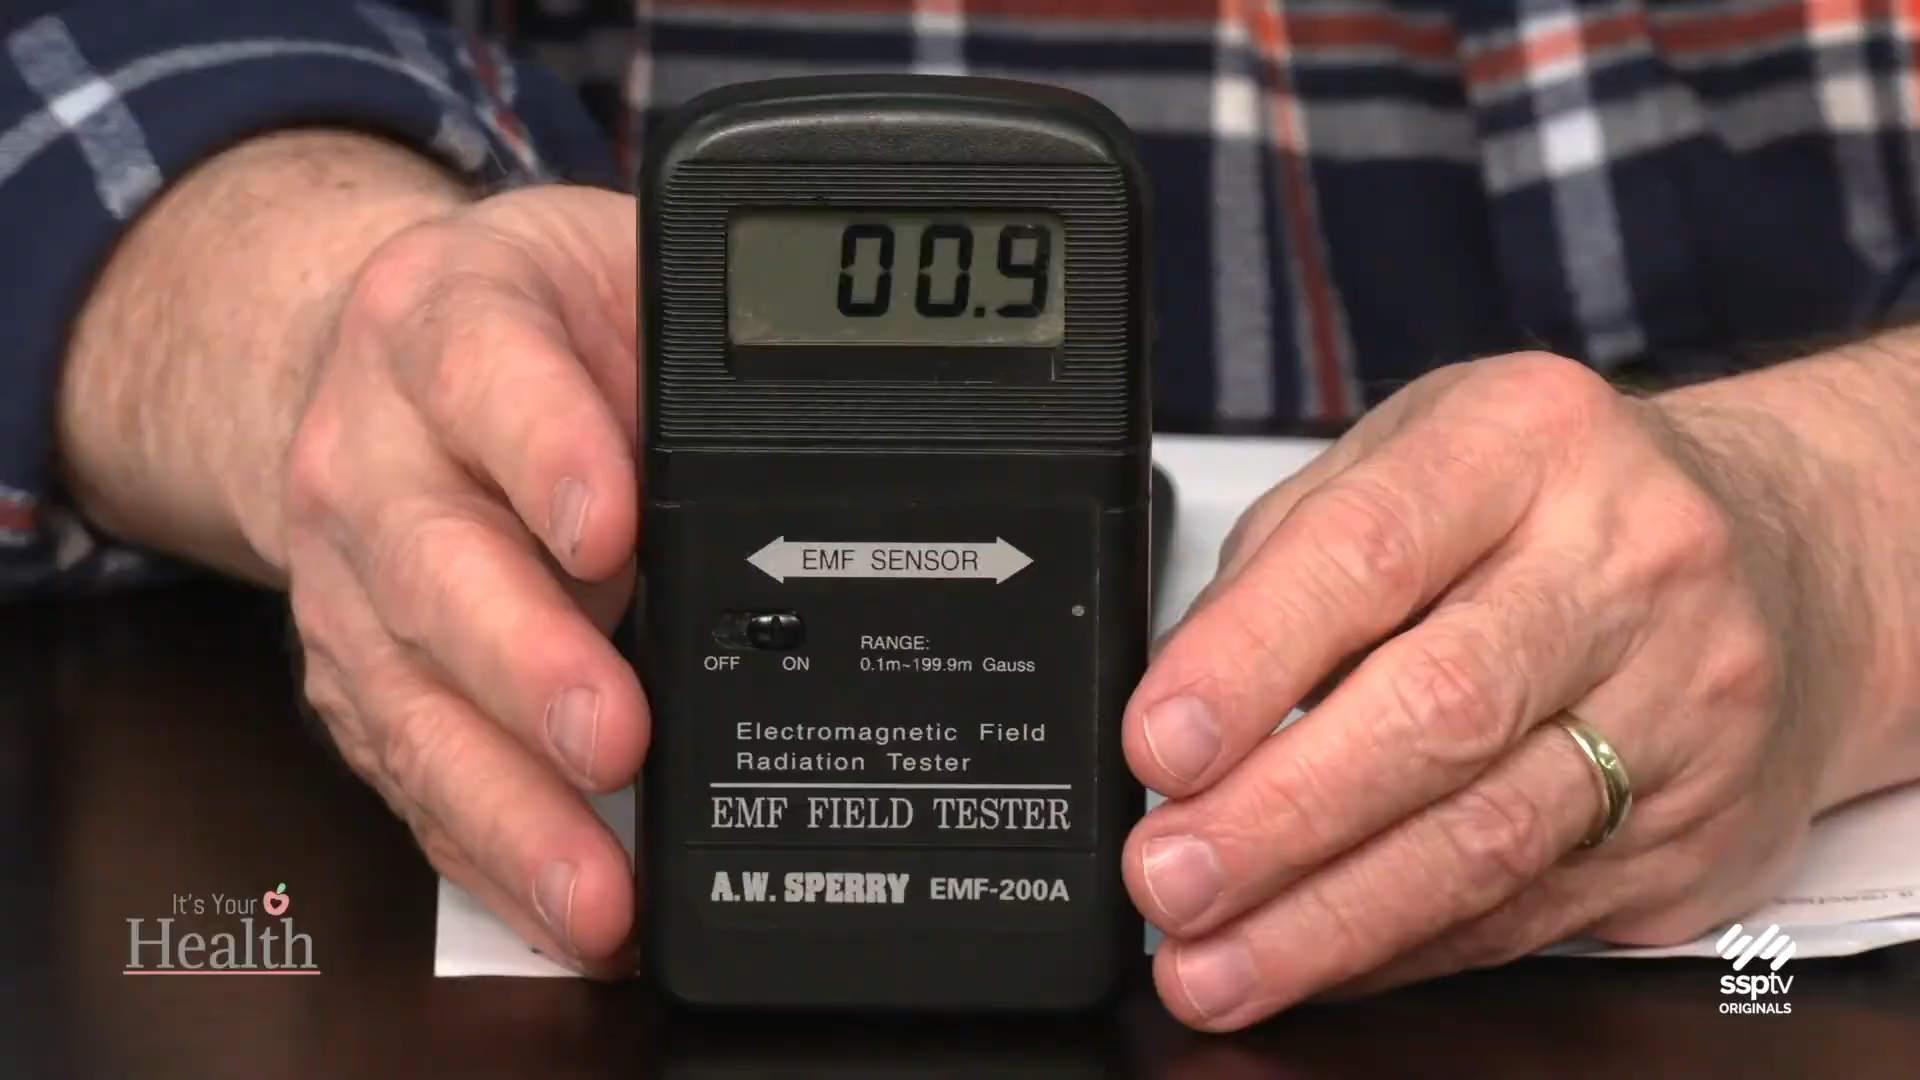 00.9
EMF SENSOR
OFF ON
RANGE:
0.1m~199.9m Gauss
Electromagnetic Field
Radiation Tester
EMF FIELD TESTER
A.W. SPERRY EMF-200A
It's Your
Health
ssptv
ORIGINALS